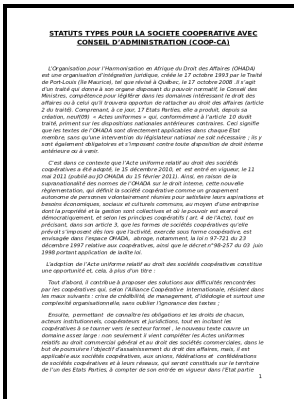 STATUTS TYPES POUR LA SOCIETE COOPERATIVE AVEC
CONSEIL D'ADMINISTRATION (COOP-CA)
L'Organisation pour l'Harmonisation en Afrique du Droit des Affaires (OHADA)
est une organisation d'intégration juridique, créée le 17 octobre 1993 par le Traité
de Port-Louis (Ile Maurice), tel que révisé à Québec, le 17 octobre 2008. Il s'agit
d'un traité qui donne à son organe disposant du pouvoir normatif, le Conseil des
Ministres, compétence pour légiférer dans les domaines intéressant le droit des
affaires ou à celui qu'il trouvera opportun de rattacher au droit des affaires (article
2 du traité). Comprenant, à ce jour, 17 Etats Parties, elle a produit, depuis sa
création, neuf(09) « Actes uniformes » qui, conformément à l'article 10 dudit
traité, priment sur les dispositions nationales antérieures contraires. Ceci signifie
que les textes de l'OHADA sont directement applicables dans chaque Etat
membre, sans qu'une intervention du législateur national ne soit nécessaire ; ils y
sont également obligatoires et s'imposent contre toute disposition de droit interne
antérieure ou à venir.
C'est dans ce contexte que l'Acte uniforme relatif au droit des sociétés
coopératives a été adopté, le 15 décembre 2010, et est entré en vigueur, le 11
mai 2011 (publié au JO OHADA du 15 février 2011). Ainsi, en raison de la
supranationalité des normes de l'OHADA sur le droit interne, cette nouvelle
réglementation, qui définit la société coopérative comme un groupement
autonome de personnes volontairement réunies pour satisfaire leurs aspirations et
besoins économiques, sociaux et culturels communs, au moyen d'une entreprise
dont la propriété et la gestion sont collectives et où le pouvoir est exercé
démocratiquement, et selon les principes coopératifs ( art. 4 de l'Acte), tout en
précisant, dans son article 3, que les formes de sociétés coopératives qu'elle
prévoit s'imposent dès lors que l'activité, exercée sous forme coopérative, est
envisagée dans l'espace OHADA, abroge, notamment, la loi n°97-721 du 23
décembre 1997 relative aux coopératives, ainsi que le décret n°98-257 du 03 juin
1998 portant application de ladite loi.
L'adoption de l'Acte uniforme relatif au droit des sociétés coopératives constitue
une opportunité et, cela, à plus d'un titre :
Tout d'abord, il contribue à proposer des solutions aux difficultés rencontrées
par les coopératives qui, selon l'Alliance Coopérative Internationale, résident dans
les maux suivants : crise de crédibilité, de management, d'idéologie et surtout une
complexité organisationnelle, sans oublier l'ignorance des textes ;
Ensuite, permettant de connaître les obligations et les droits de chacun,
acteurs institutionnels, coopérateurs et juridictions, tout en incitant les
coopératives à se tourner vers le secteur formel , le nouveau texte couvre un
domaine assez large : non seulement il vient compléter les Actes uniformes
relatifs au droit commercial général et au droit des sociétés commerciales, dans le
but de poursuivre l'objectif d'assainissement du droit des affaires, mais, il est
applicable aux sociétés coopératives, aux unions, fédérations et confédérations
de sociétés coopératives et à leurs réseaux, qui seront constitués sur le territoire
de l'un des Etats Parties, à compter de son entrée en vigueur dans l'Etat partie
1